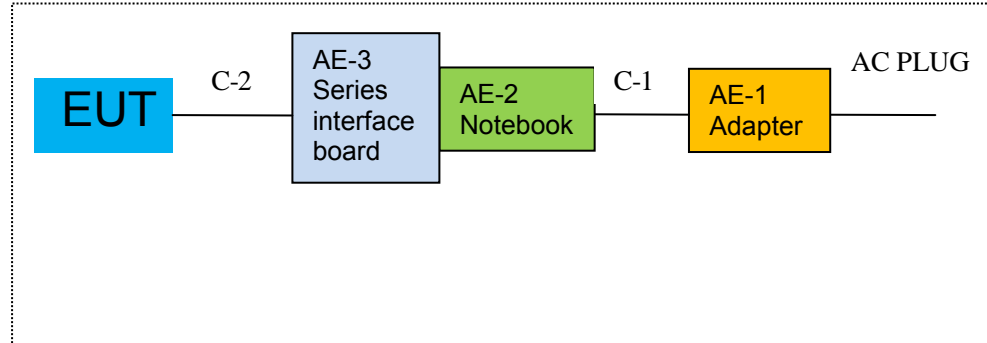 EUT
C-2
AE-3
Series
interface
board
AE-2
Notebook
C-1
AE-1
Adapter
AC PLUG